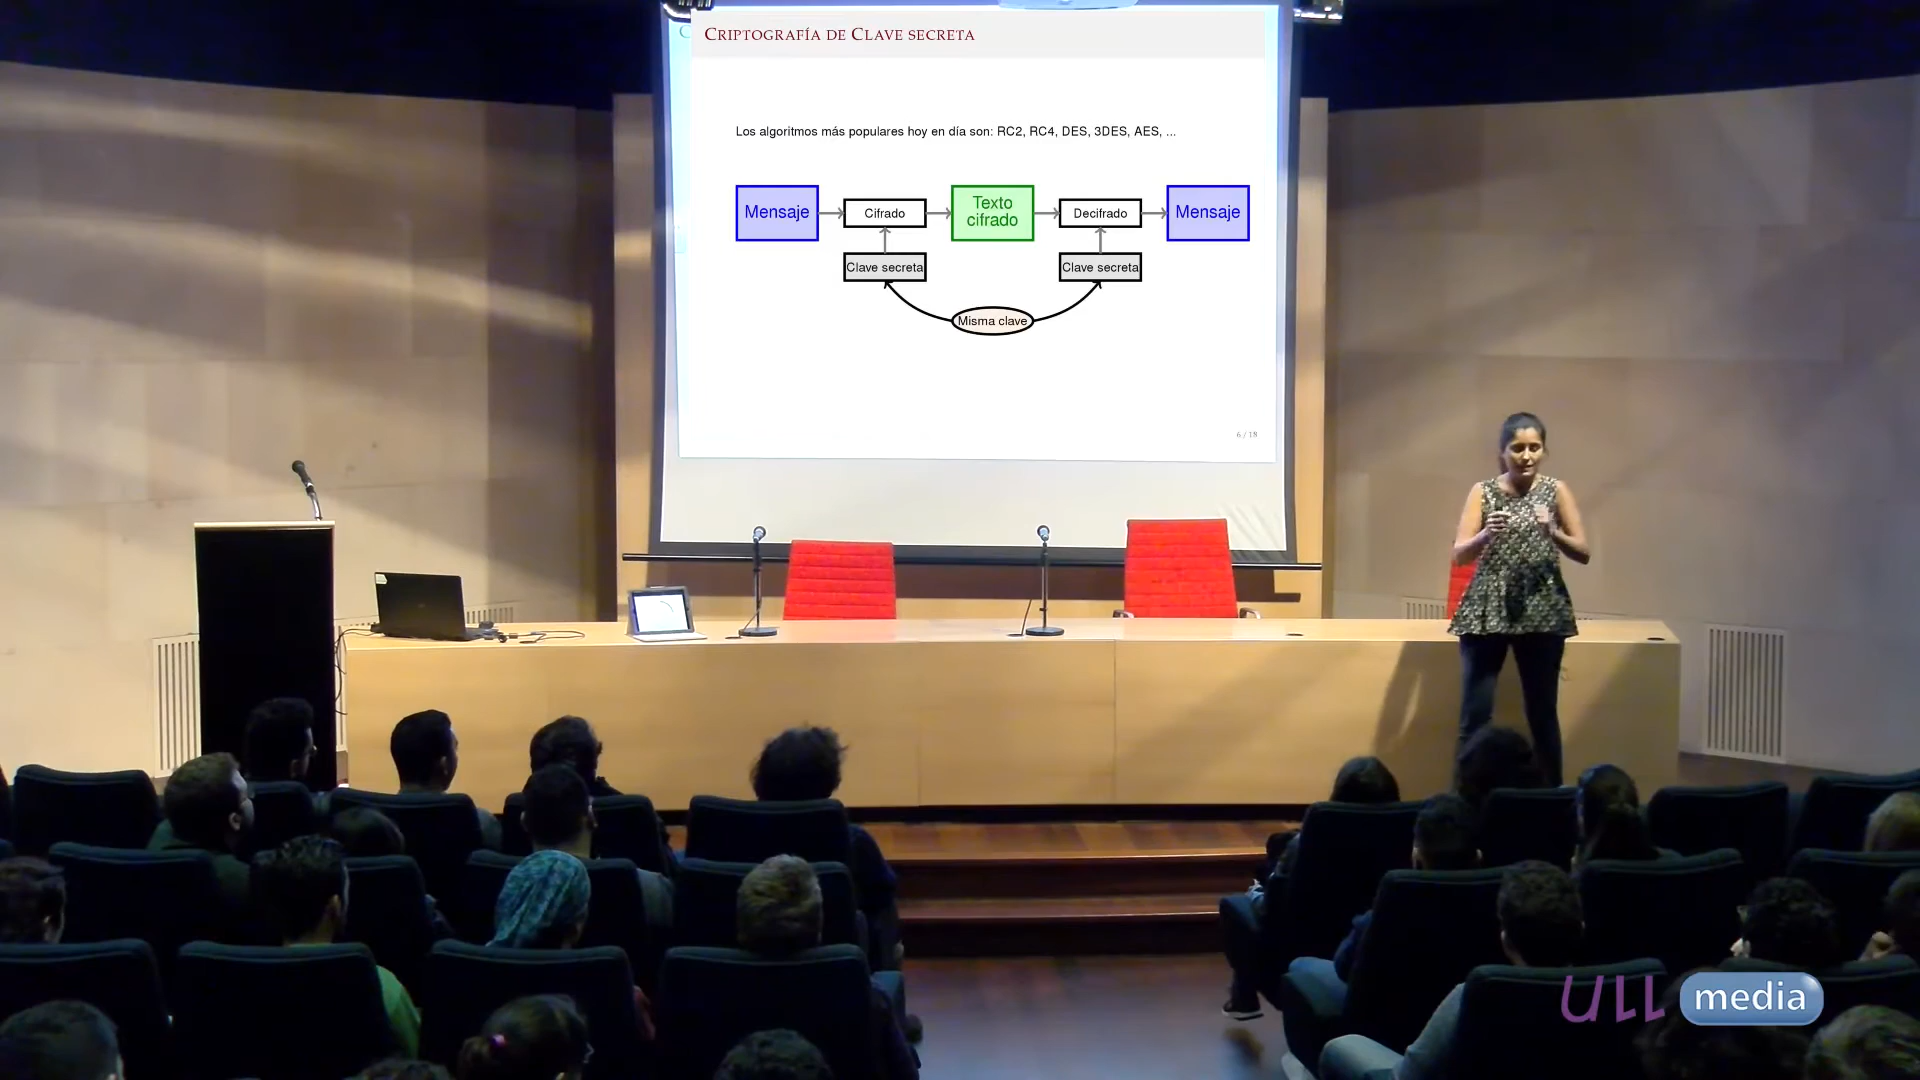 CRIPTOGRAFÍA DE CLAVE SECRETA
Los algoritmos más populares hoy en día son: RC2, RC4, DES, 3DES, AES, ...
Mensaje
Cifrado
Texto
cifrado
Decifrado
Mensaje
Clave secreta
Clave secreta
Misma clave
6 / 18
ULL media